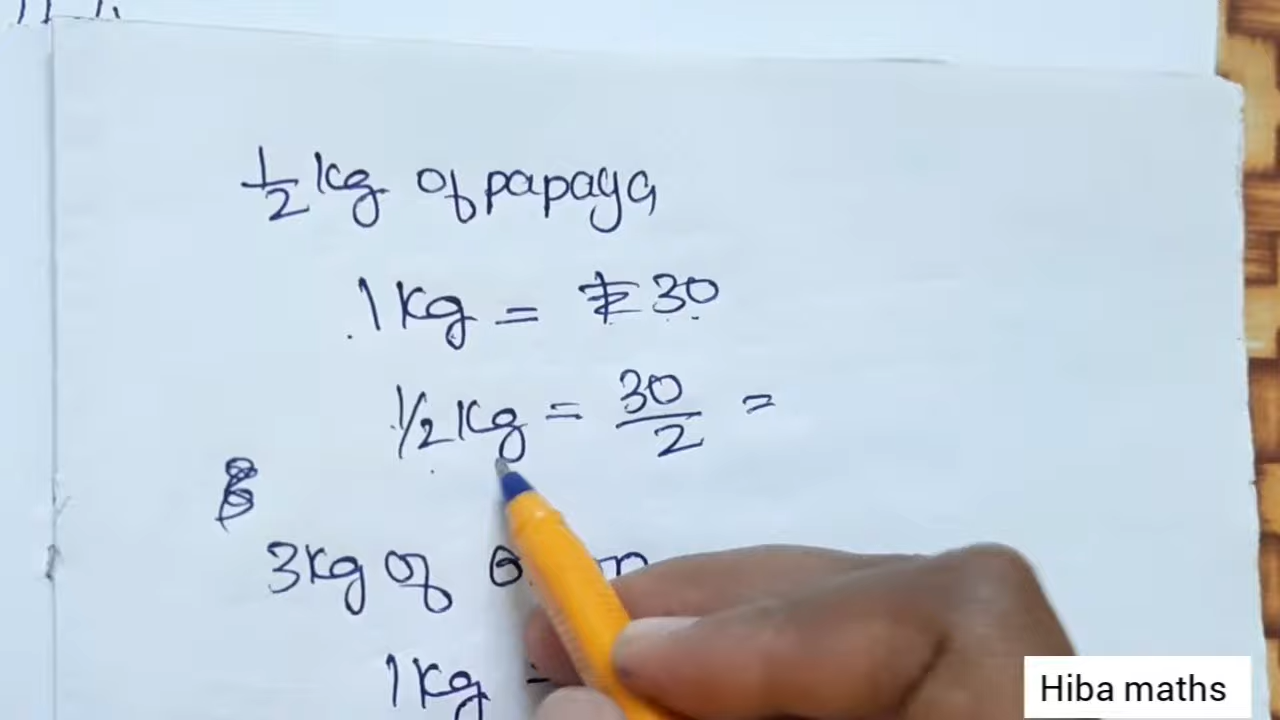 1/2 kg of papaya
1 kg = ₹ 30
1/2 kg = 30/2 =
3 kg of
1 kg =
Hiba maths